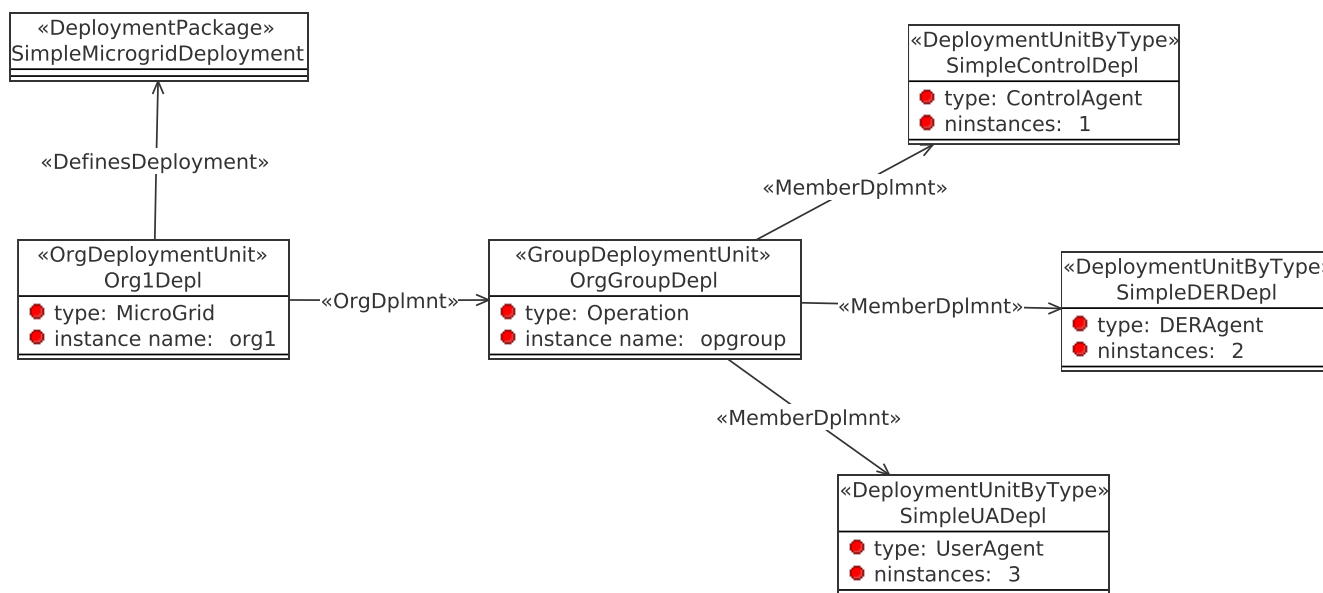 «DeploymentPackage»
SimpleMicrogridDeployment
«DefinesDeployment»
«OrgDeploymentUnit»
Org1Depl
type: MicroGrid
instance name: org1
«OrgDplmnt»
«GroupDeploymentUnit»
OrgGroupDepl
type: Operation
instance name: opgroup
«MemberDplmnt»
«DeploymentUnitByType»
SimpleControlDepl
type: ControlAgent
ninstances: 1
«MemberDplmnt»
«DeploymentUnitByType»
SimpleDERDepl
type: DERAgent
ninstances: 2
«MemberDplmnt»
«DeploymentUnitByType»
SimpleUADepl
type: UserAgent
ninstances: 3